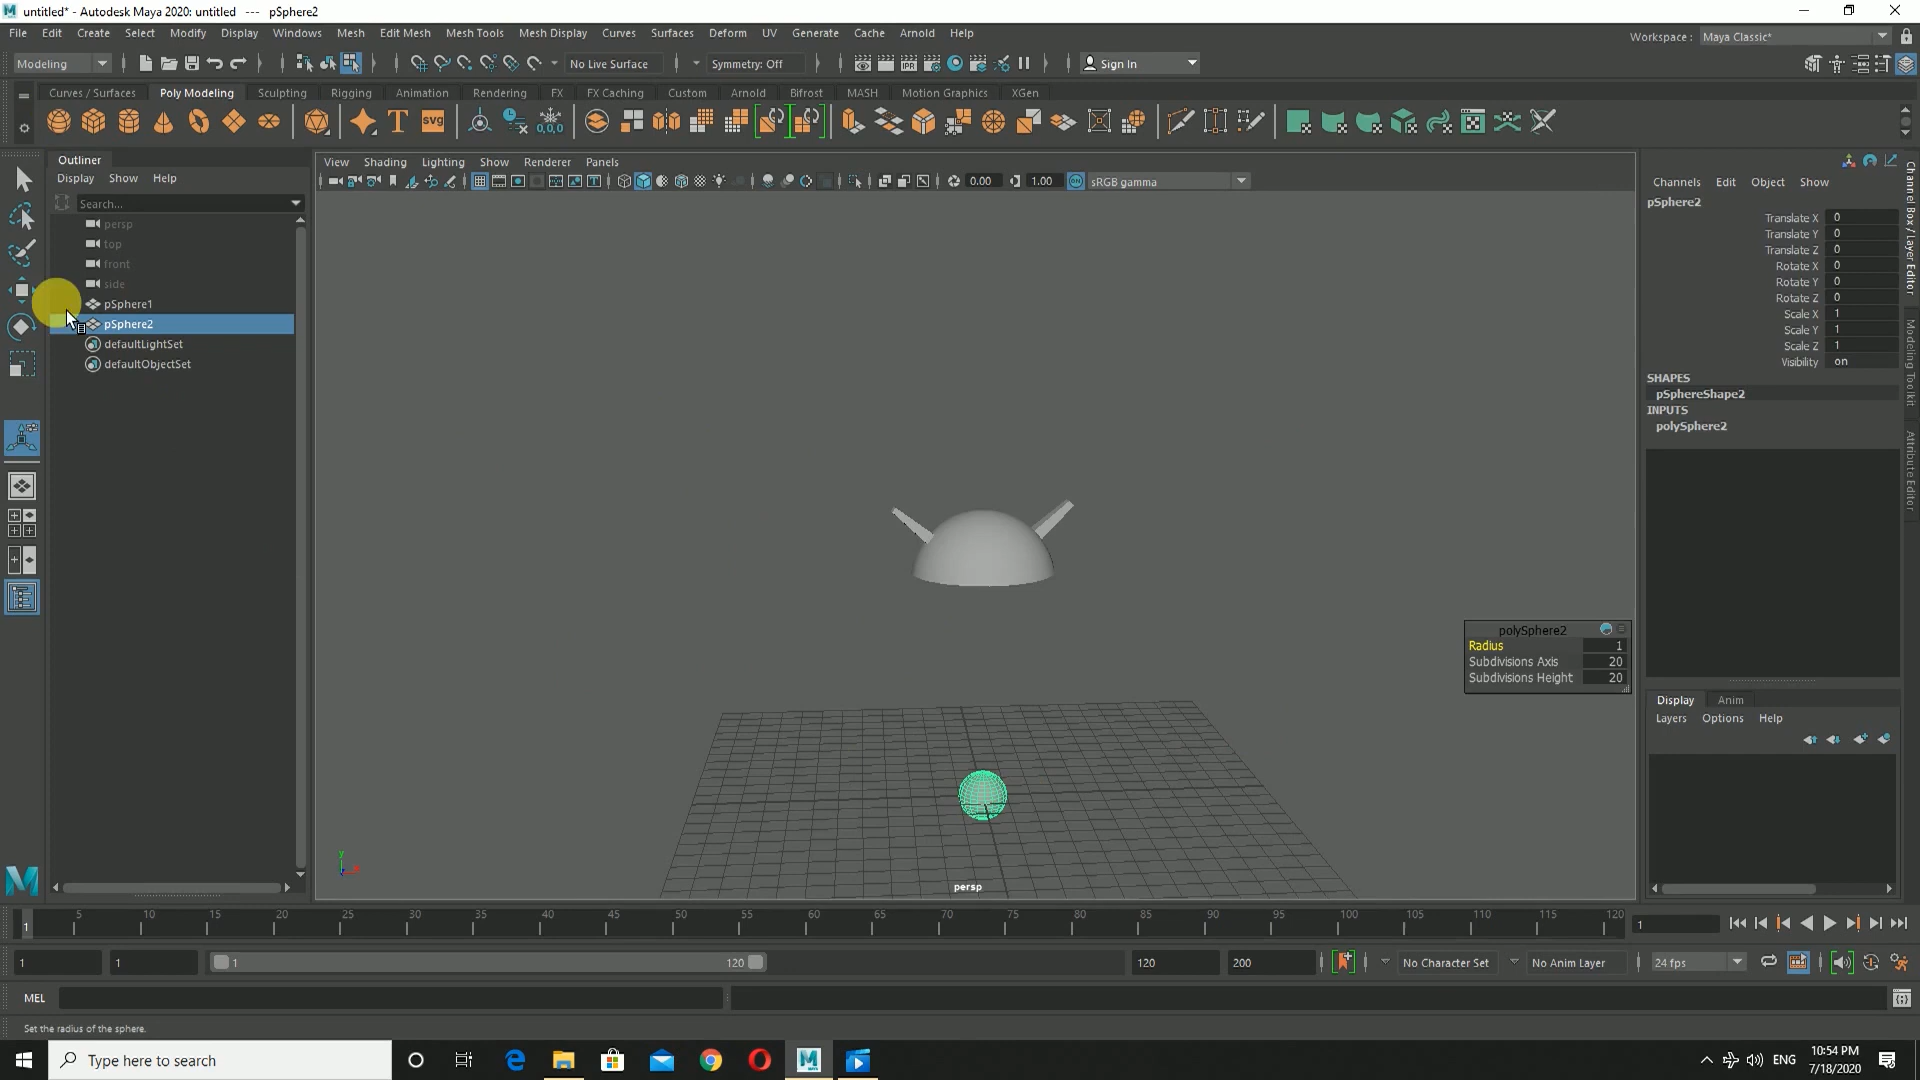 untitled* - Autodesk Maya 2020: untitled   ---   pSphere2
File Edit Create Select Modify Display Windows Mesh Edit Mesh Mesh Tools Mesh Display Curves Surfaces Deform UV Generate Cache Arnold Help
Workspace : Maya Classic*
Modeling No Live Surface Symmetry: Off Sign In
Curves / Surfaces Poly Modeling Sculpting Rigging Animation Rendering FX FX Caching Custom Arnold Bifrost MASH Motion Graphics XGen
Outliner
Display Show Help
Search...
persp
top
front
side
pSphere1
pSphere2
defaultLightSet
defaultObjectSet
View Shading Lighting Show Renderer Panels
0.00 1.00 sRGB gamma
persp
polySphere2
Radius 1
Subdivisions Axis 20
Subdivisions Height 20
Channels Edit Object Show
pSphere2
Translate X 0
Translate Y 0
Translate Z 0
Rotate X 0
Rotate Y 0
Rotate Z 0
Scale X 1
Scale Y 1
Scale Z 1
Visibility on
SHAPES
pSphereShape2
INPUTS
polySphere2
Channel Box / Layer Editor
Modeling Toolkit
Attribute Editor
Display Anim
Layers Options Help
1 5 10 15 20 25 30 35 40 45 50 55 60 65 70 75 80 85 90 95 100 105 110 115 120 1
1 1 1 120 120 200 No Character Set No Anim Layer 24 fps
MEL
Set the radius of the sphere.
Type here to search
ENG
10:54 PM
7/18/2020